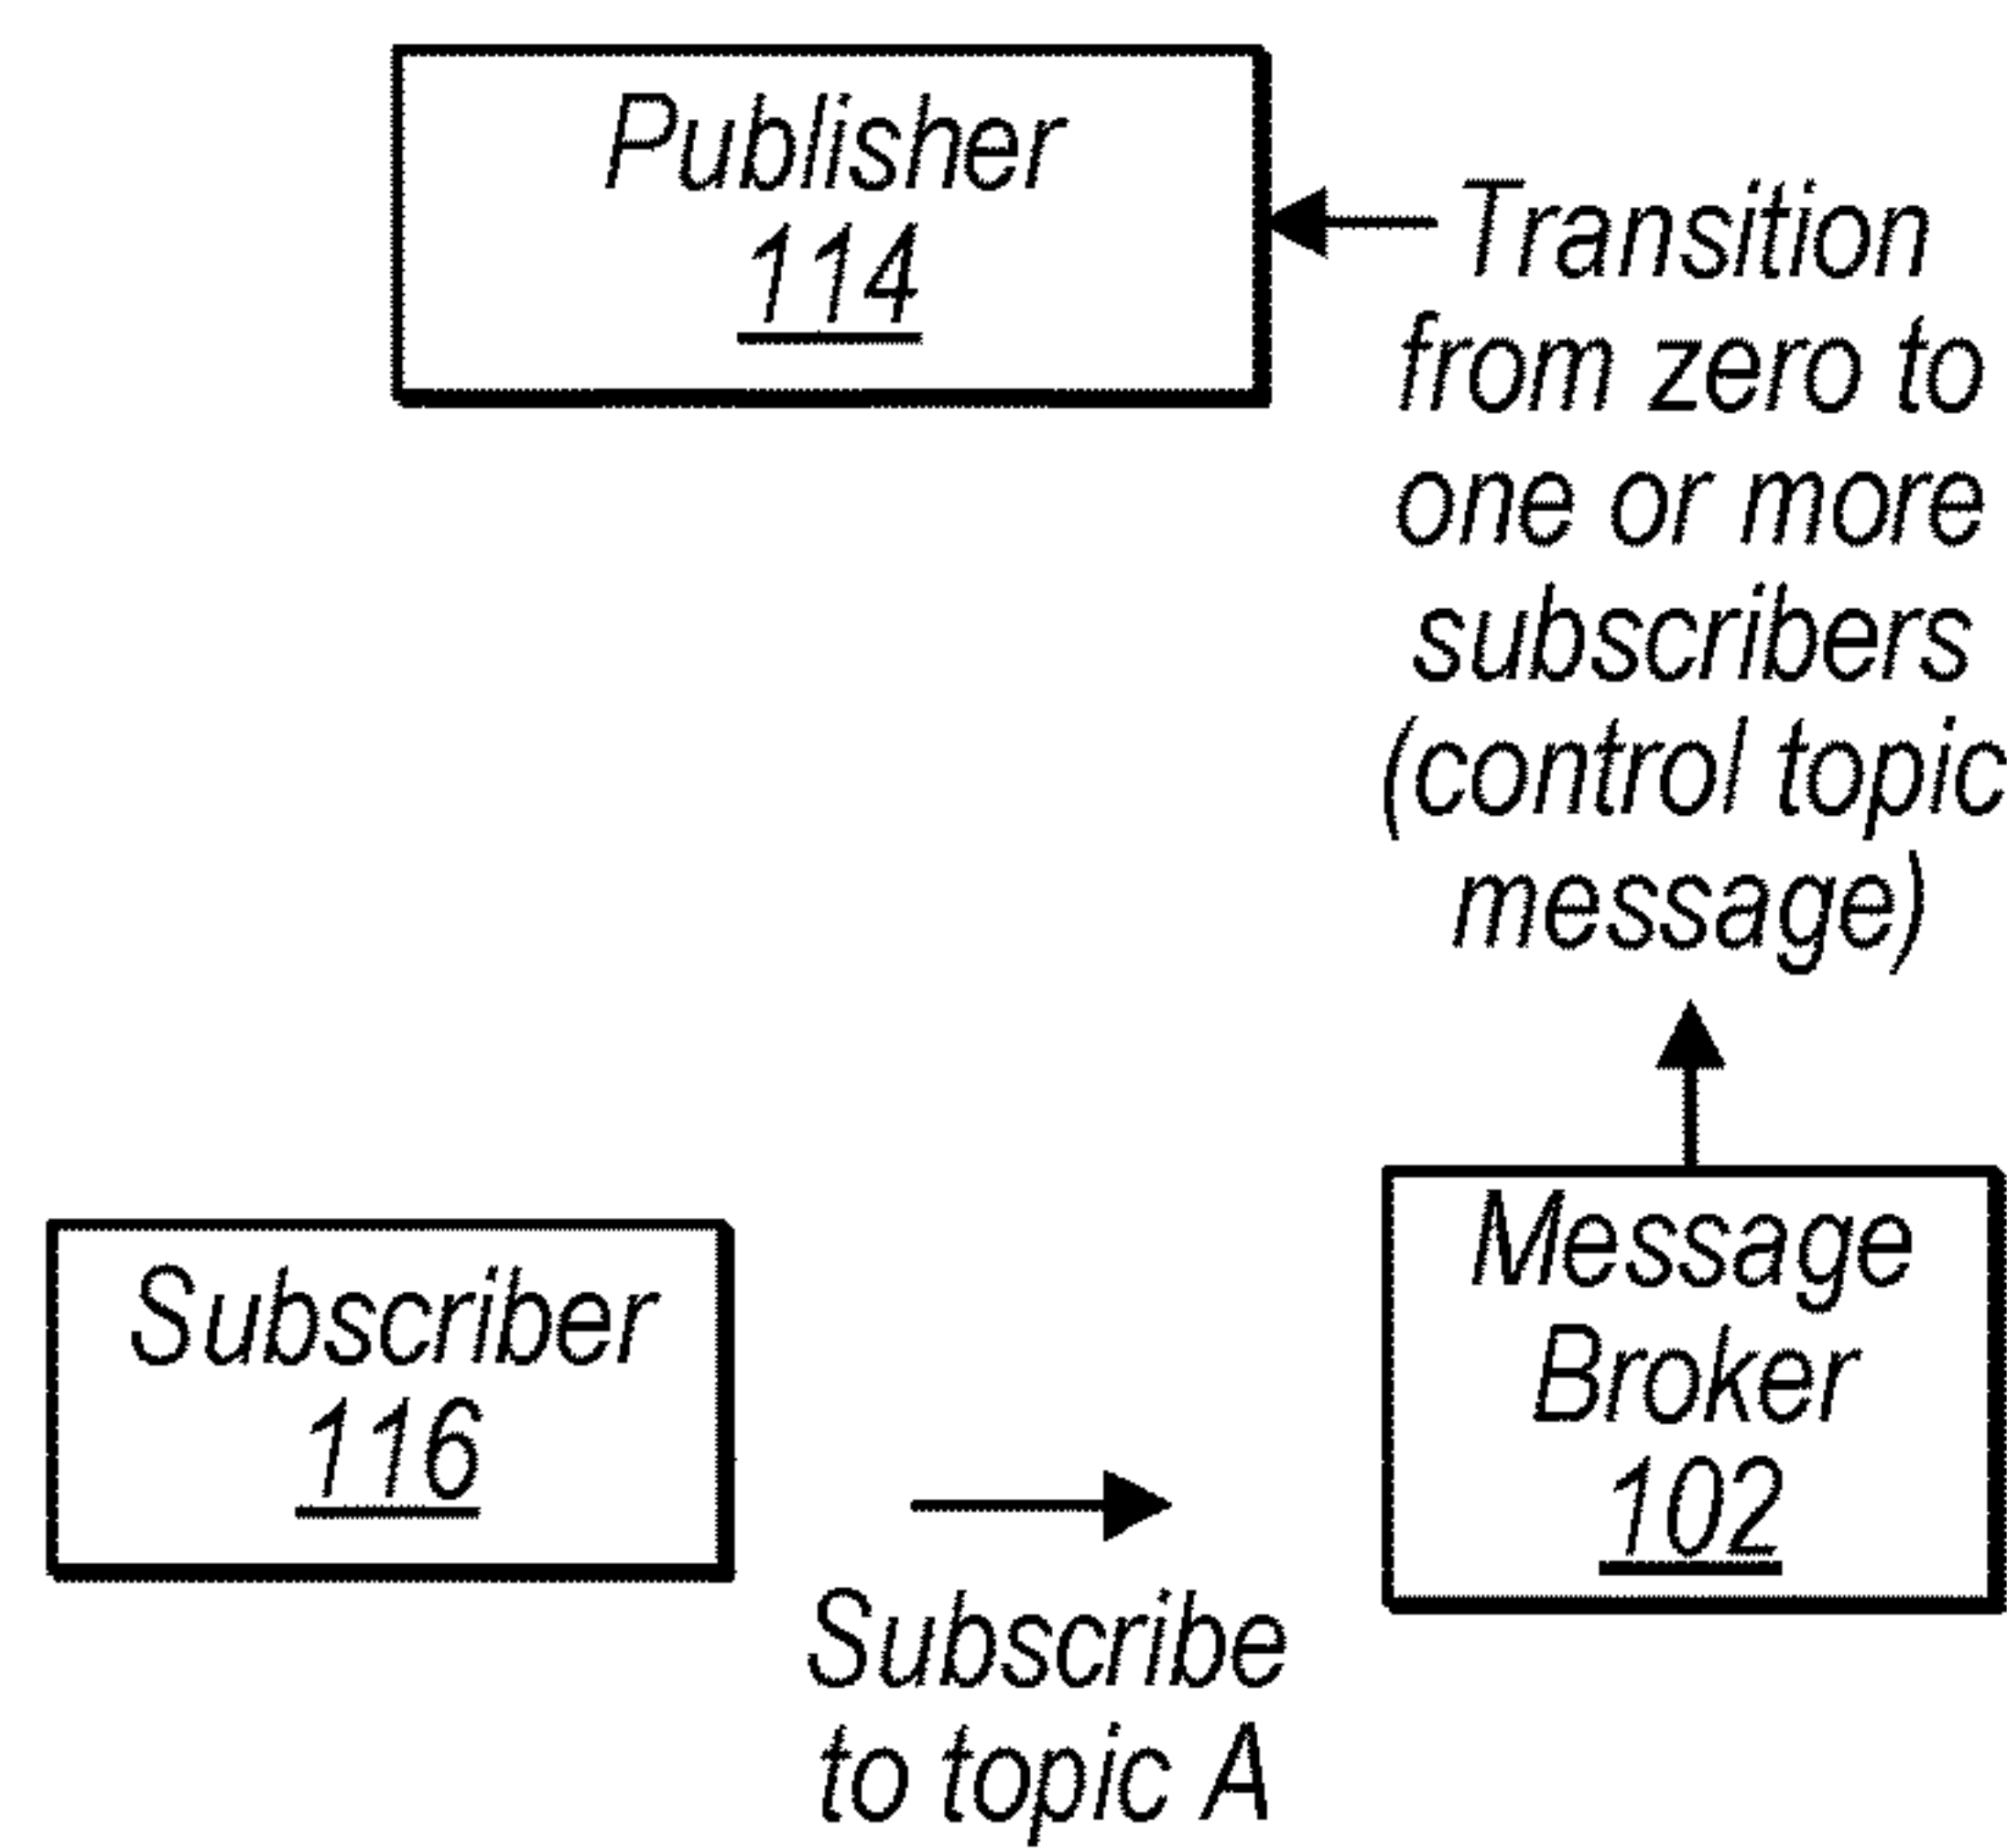 Publisher
114
Transition
from zero to
one or more
subscribers
(control topic
message)
Subscriber
116
Message
Broker
102
Subscribe
to topic A